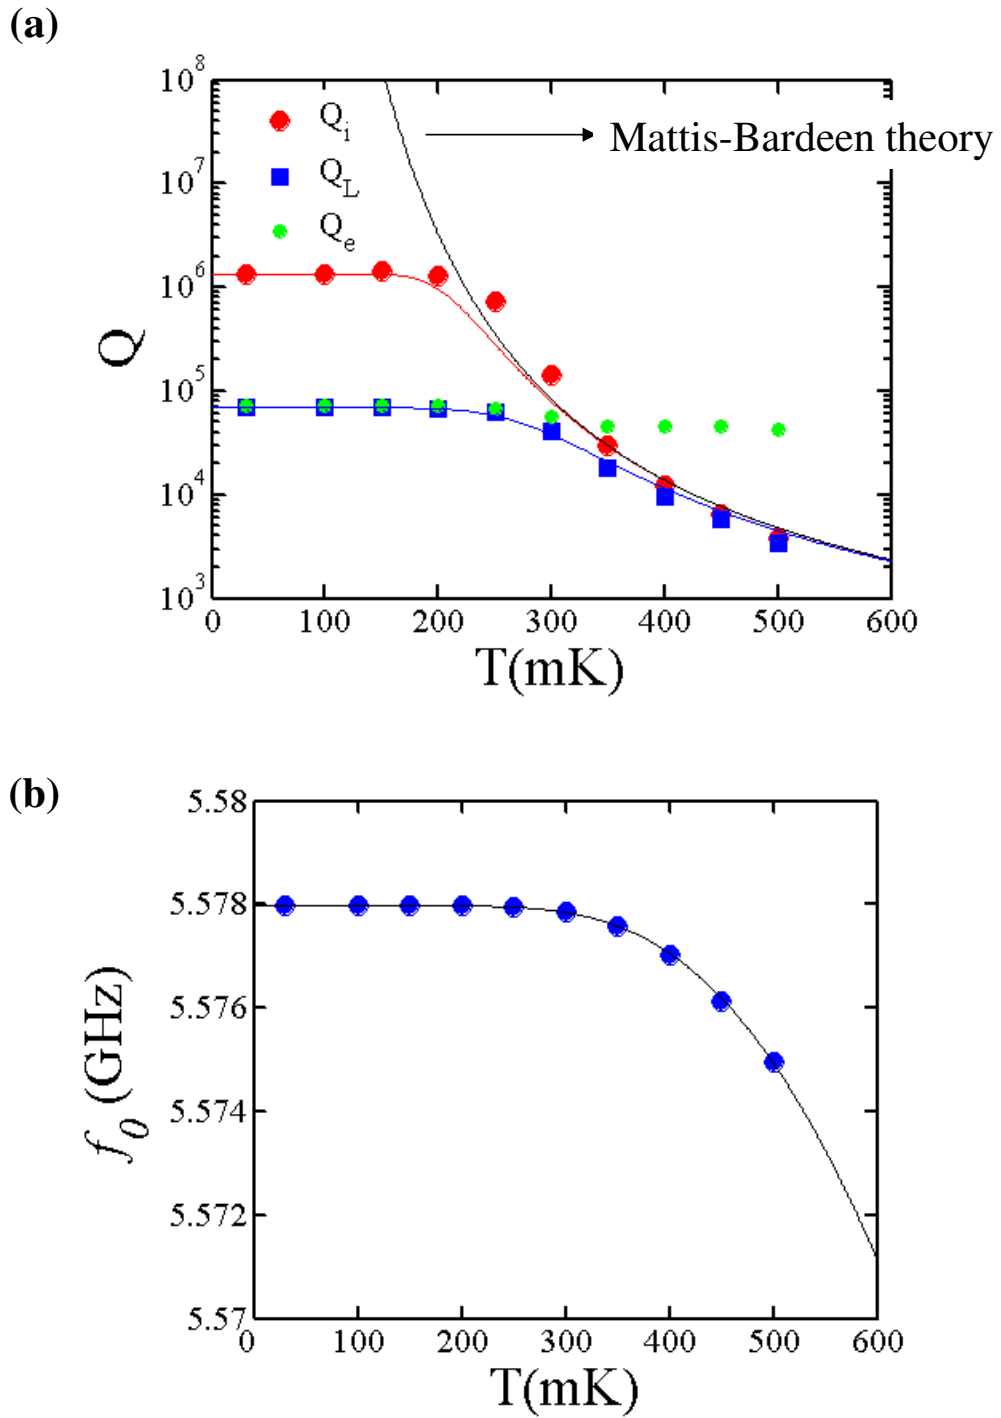 (a)
10^8
10^7
10^6
10^5
10^4
10^3
Q
Q_i
Q_L
Q_e
Mattis-Bardeen theory
0 100 200 300 400 500 600
T(mK)
(b)
5.58
5.578
5.576
5.574
5.572
5.57
f_0 (GHz)
0 100 200 300 400 500 600
T(mK)